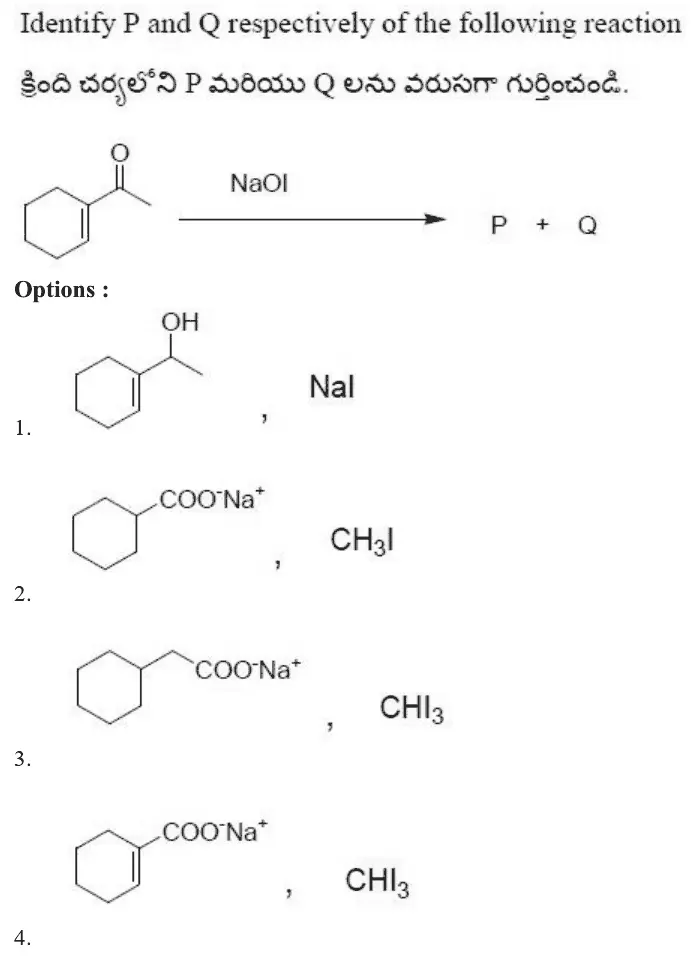 Identify P and Q respectively of the following reaction
క్రింది చర్యలోని P మరియు Q లను వరుసగా గుర్తించండి.
O
NaOI
P + Q
Options :
OH
1. , NaI
COO⁻Na⁺
2. , CH₃I
COO⁻Na⁺
3. , CHI₃
COO⁻Na⁺
4. , CHI₃